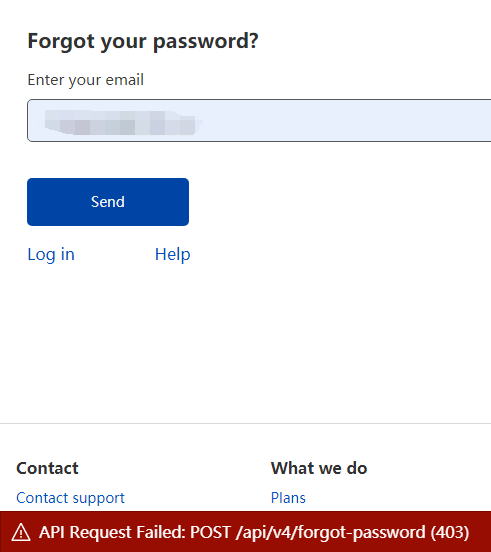 Forgot your password?
Enter your email
Send
Log in Help
Contact What we do
Contact support Plans
API Request Failed: POST /api/v4/forgot-password (403)